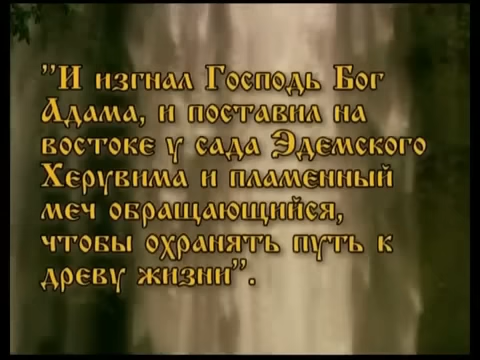 "И изгнал Господь Бог
Адама, и поставил на
востоке у сада Эдемского
Херувима и пламенный
меч обращающийся,
чтобы охранять путь к
древу жизни".